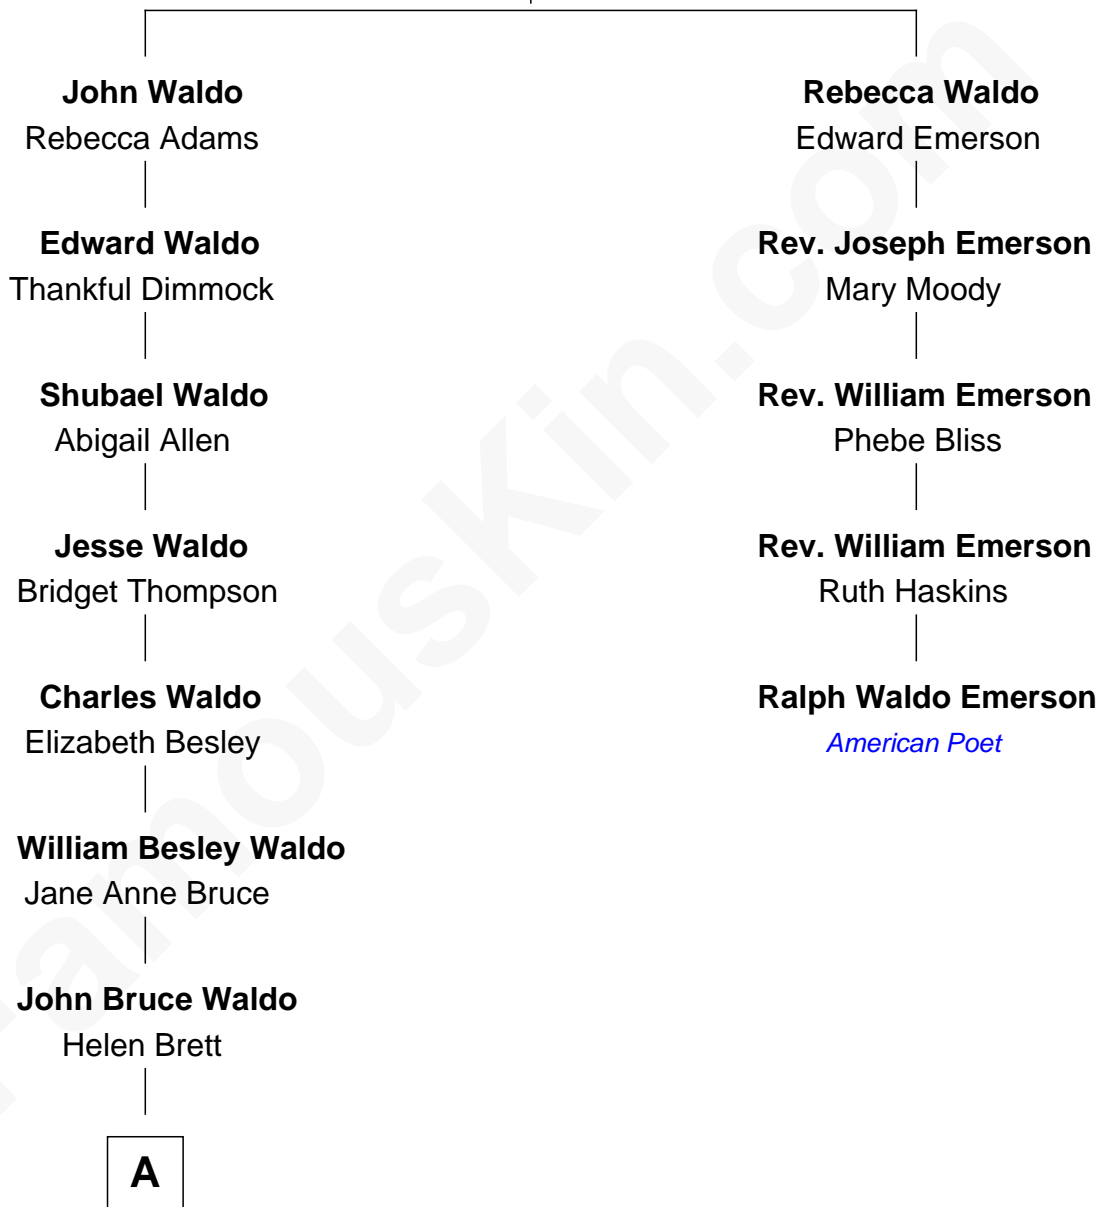 John Waldo
Rebecca Adams
Edward Waldo
Thankful Dimmock
Shubael Waldo
Abigail Allen
Jesse Waldo
Bridget Thompson
Charles Waldo
Elizabeth Besley
William Besley Waldo
Jane Anne Bruce
John Bruce Waldo
Helen Brett
A
Rebecca Waldo
Edward Emerson
Rev. Joseph Emerson
Mary Moody
Rev. William Emerson
Phebe Bliss
Rev. William Emerson
Ruth Haskins
Ralph Waldo Emerson
American Poet
FamousKin.com